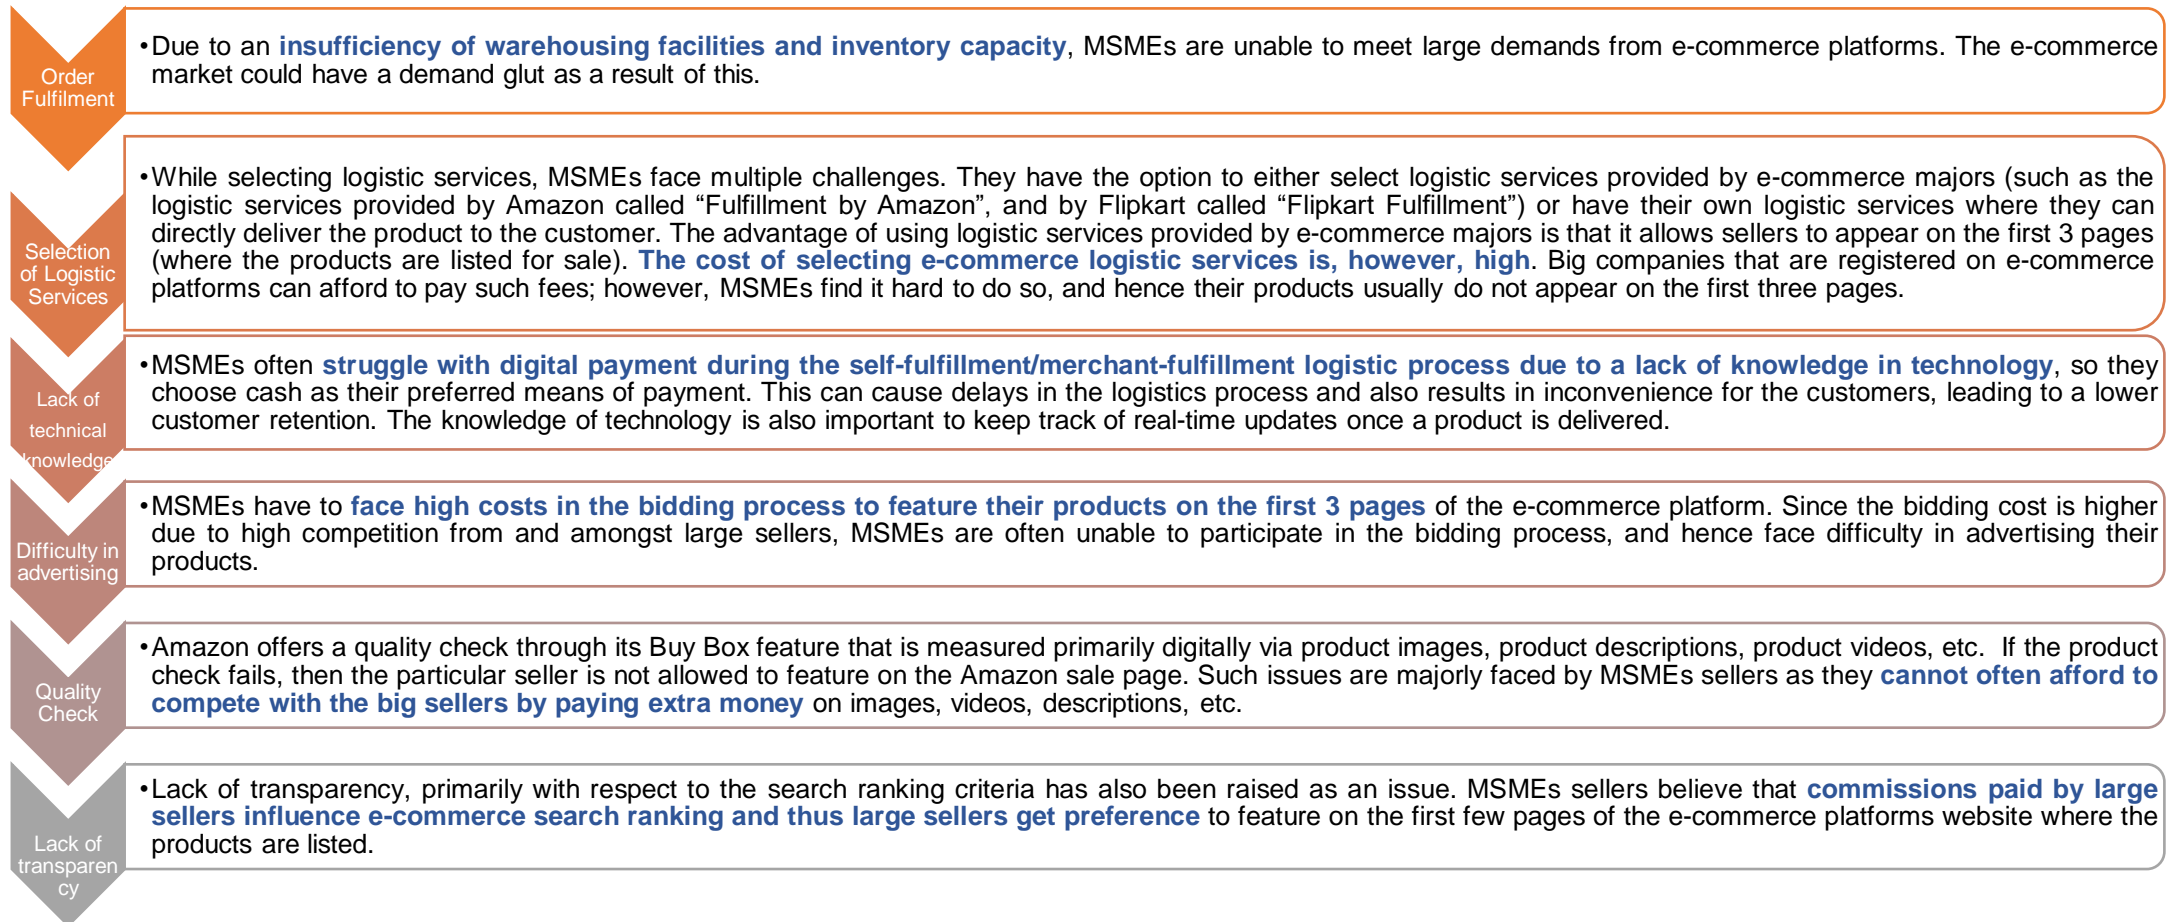 Order
Fulfilment
•Due to an insufficiency of warehousing facilities and inventory capacity, MSMEs are unable to meet large demands from e-commerce platforms. The e-commerce
market could have a demand glut as a result of this.
Selection
of Logistic
Services
•While selecting logistic services, MSMEs face multiple challenges. They have the option to either select logistic services provided by e-commerce majors (such as the
logistic services provided by Amazon called “Fulfillment by Amazon”, and by Flipkart called “Flipkart Fulfillment”) or have their own logistic services where they can
directly deliver the product to the customer. The advantage of using logistic services provided by e-commerce majors is that it allows sellers to appear on the first 3 pages
(where the products are listed for sale). The cost of selecting e-commerce logistic services is, however, high. Big companies that are registered on e-commerce
platforms can afford to pay such fees; however, MSMEs find it hard to do so, and hence their products usually do not appear on the first three pages.
Lack of
technical
knowledge
•MSMEs often struggle with digital payment during the self-fulfillment/merchant-fulfillment logistic process due to a lack of knowledge in technology, so they
choose cash as their preferred means of payment. This can cause delays in the logistics process and also results in inconvenience for the customers, leading to a lower
customer retention. The knowledge of technology is also important to keep track of real-time updates once a product is delivered.
Difficulty in
advertising
•MSMEs have to face high costs in the bidding process to feature their products on the first 3 pages of the e-commerce platform. Since the bidding cost is higher
due to high competition from and amongst large sellers, MSMEs are often unable to participate in the bidding process, and hence face difficulty in advertising their
products.
Quality
Check
•Amazon offers a quality check through its Buy Box feature that is measured primarily digitally via product images, product descriptions, product videos, etc. If the product
check fails, then the particular seller is not allowed to feature on the Amazon sale page. Such issues are majorly faced by MSMEs sellers as they cannot often afford to
compete with the big sellers by paying extra money on images, videos, descriptions, etc.
Lack of
transparen
cy
•Lack of transparency, primarily with respect to the search ranking criteria has also been raised as an issue. MSMEs sellers believe that commissions paid by large
sellers influence e-commerce search ranking and thus large sellers get preference to feature on the first few pages of the e-commerce platforms website where the
products are listed.